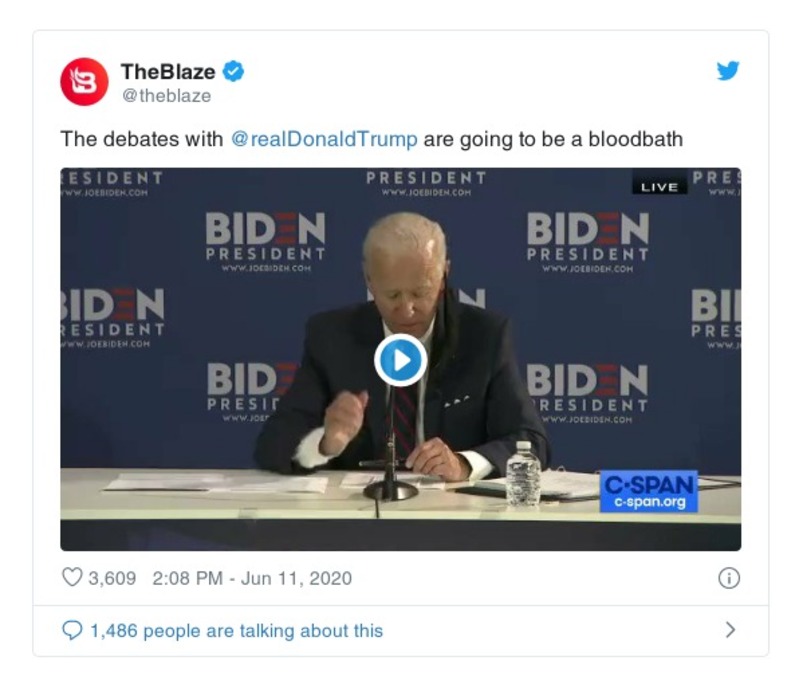 TheBlaze
@theblaze
The debates with @realDonaldTrump are going to be a bloodbath
ESIDENT
WWW.JOEBIDEN.COM
PRESIDENT
WWW.JOEBIDEN.COM
LIVE
PRES
WWW.J
BIDEN
PRESIDENT
WWW.JOEBIDEN.COM
BIDEN
PRESIDENT
WWW.JOEBIDEN.COM
BIDEN
RESIDENT
WWW.JOEBIDEN.COM
N
BI
PRES
WWW.J
BIDE
PRESID
WWW.JOE
BIDEN
RESIDENT
WWW.JOEBIDEN.COM
C-SPAN
c-span.org
3,609 2:08 PM - Jun 11, 2020
1,486 people are talking about this